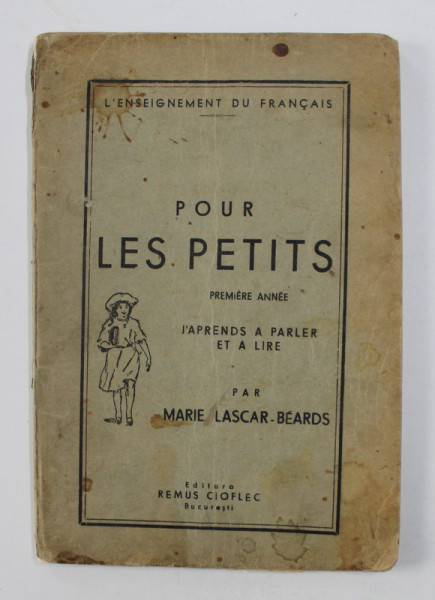 L'ENSEIGNEMENT DU FRANÇAIS
POUR
LES PETITS
PREMIÈRE ANNÉE
J'APRENDS A PARLER
ET A LIRE
PAR
MARIE LASCAR-BEARDS
Editura
REMUS CIOFLEC
București